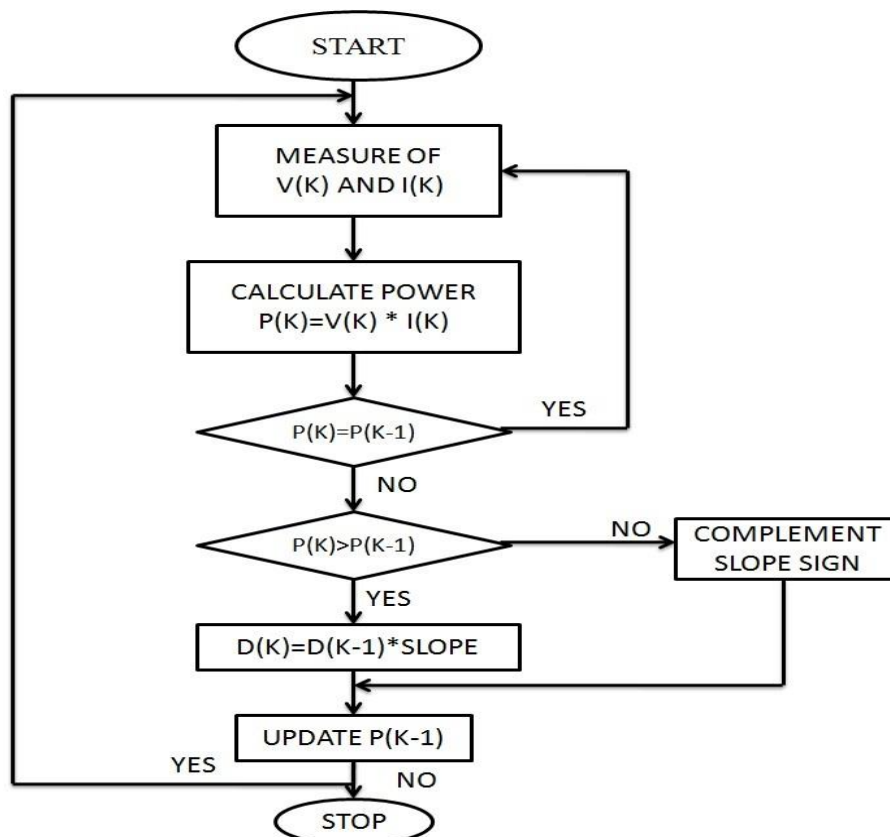 START
MEASURE OF
V(K) AND I(K)
CALCULATE POWER
P(K)=V(K) * I(K)
P(K)=P(K-1)
YES
NO
P(K)>P(K-1)
NO
COMPLEMENT
SLOPE SIGN
YES
D(K)=D(K-1)*SLOPE
UPDATE P(K-1)
YES
NO
STOP